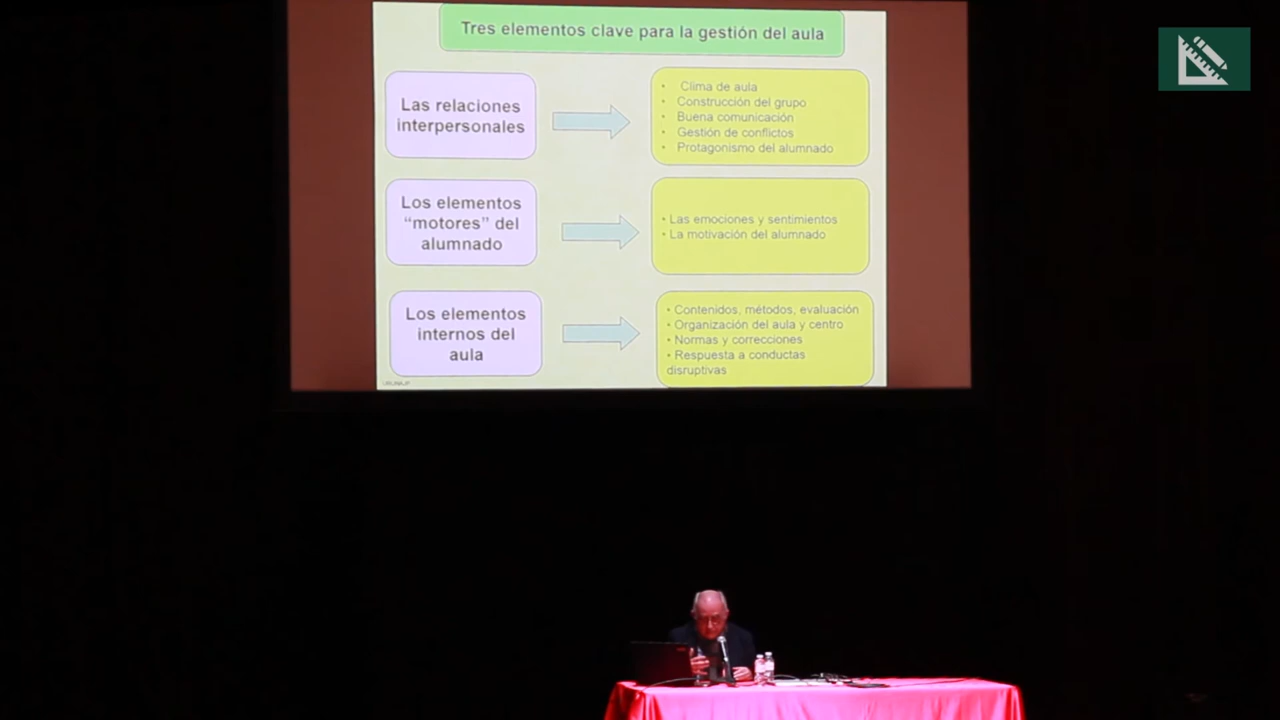 Tres elementos clave para la gestión del aula
Las relaciones
interpersonales
• Clima de aula
• Construcción del grupo
• Buena comunicación
• Gestión de conflictos
• Protagonismo del alumnado
Los elementos
“motores” del
alumnado
• Las emociones y sentimientos
• La motivación del alumnado
Los elementos
internos del
aula
• Contenidos, métodos, evaluación
• Organización del aula y centro
• Normas y correcciones
• Respuesta a conductas
disruptivas